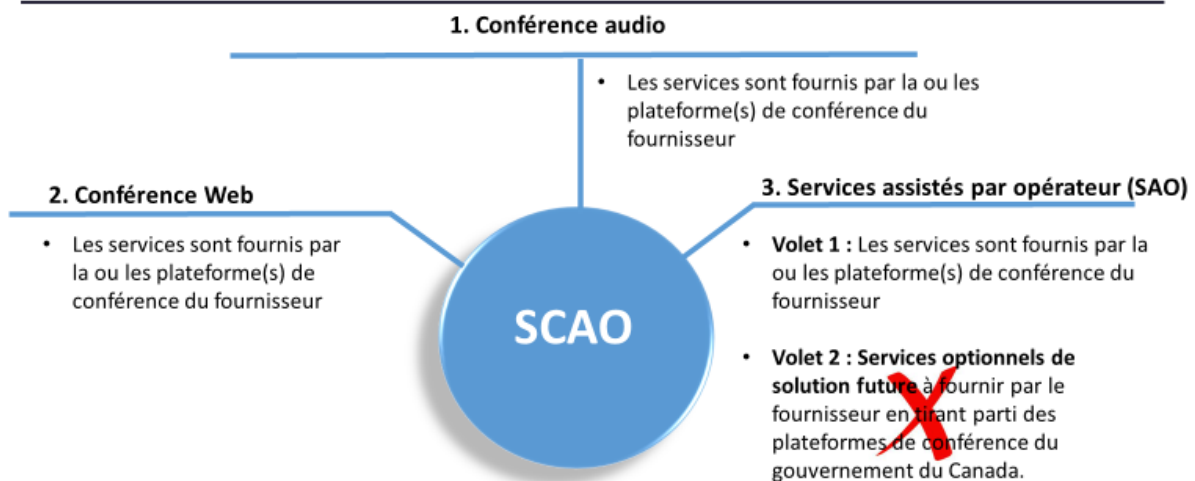 1. Conférence audio
• Les services sont fournis par la ou les
plateforme(s) de conférence du
fournisseur
2. Conférence Web
• Les services sont fournis par
la ou les plateforme(s) de
conférence du fournisseur
3. Services assistés par opérateur (SAO)
• Volet 1 : Les services sont fournis par la
ou les plateforme(s) de conférence du
fournisseur
• Volet 2 : Services optionnels de
solution future à fournir par le
fournisseur en tirant parti des
plateformes de conférence du
gouvernement du Canada.
SCAO